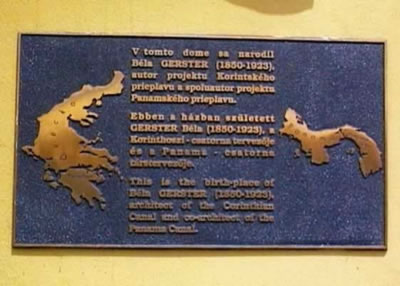 V tomto dome sa narodil
Béla GERSTER (1850-1923),
autor projektu Korintského
prieplavu a spoluautor projektu
Panamského prieplavu.
Ebben a házban született
GERSTER Béla (1850-1923), a
Korinthoszi - csatorna tervezője
és a Panama - csatorna
társtervezője.
This is the birth-place of
Béla GERSTER (1850-1923),
architect of the Corinthian
Canal and co-architect of the
Panama Canal.